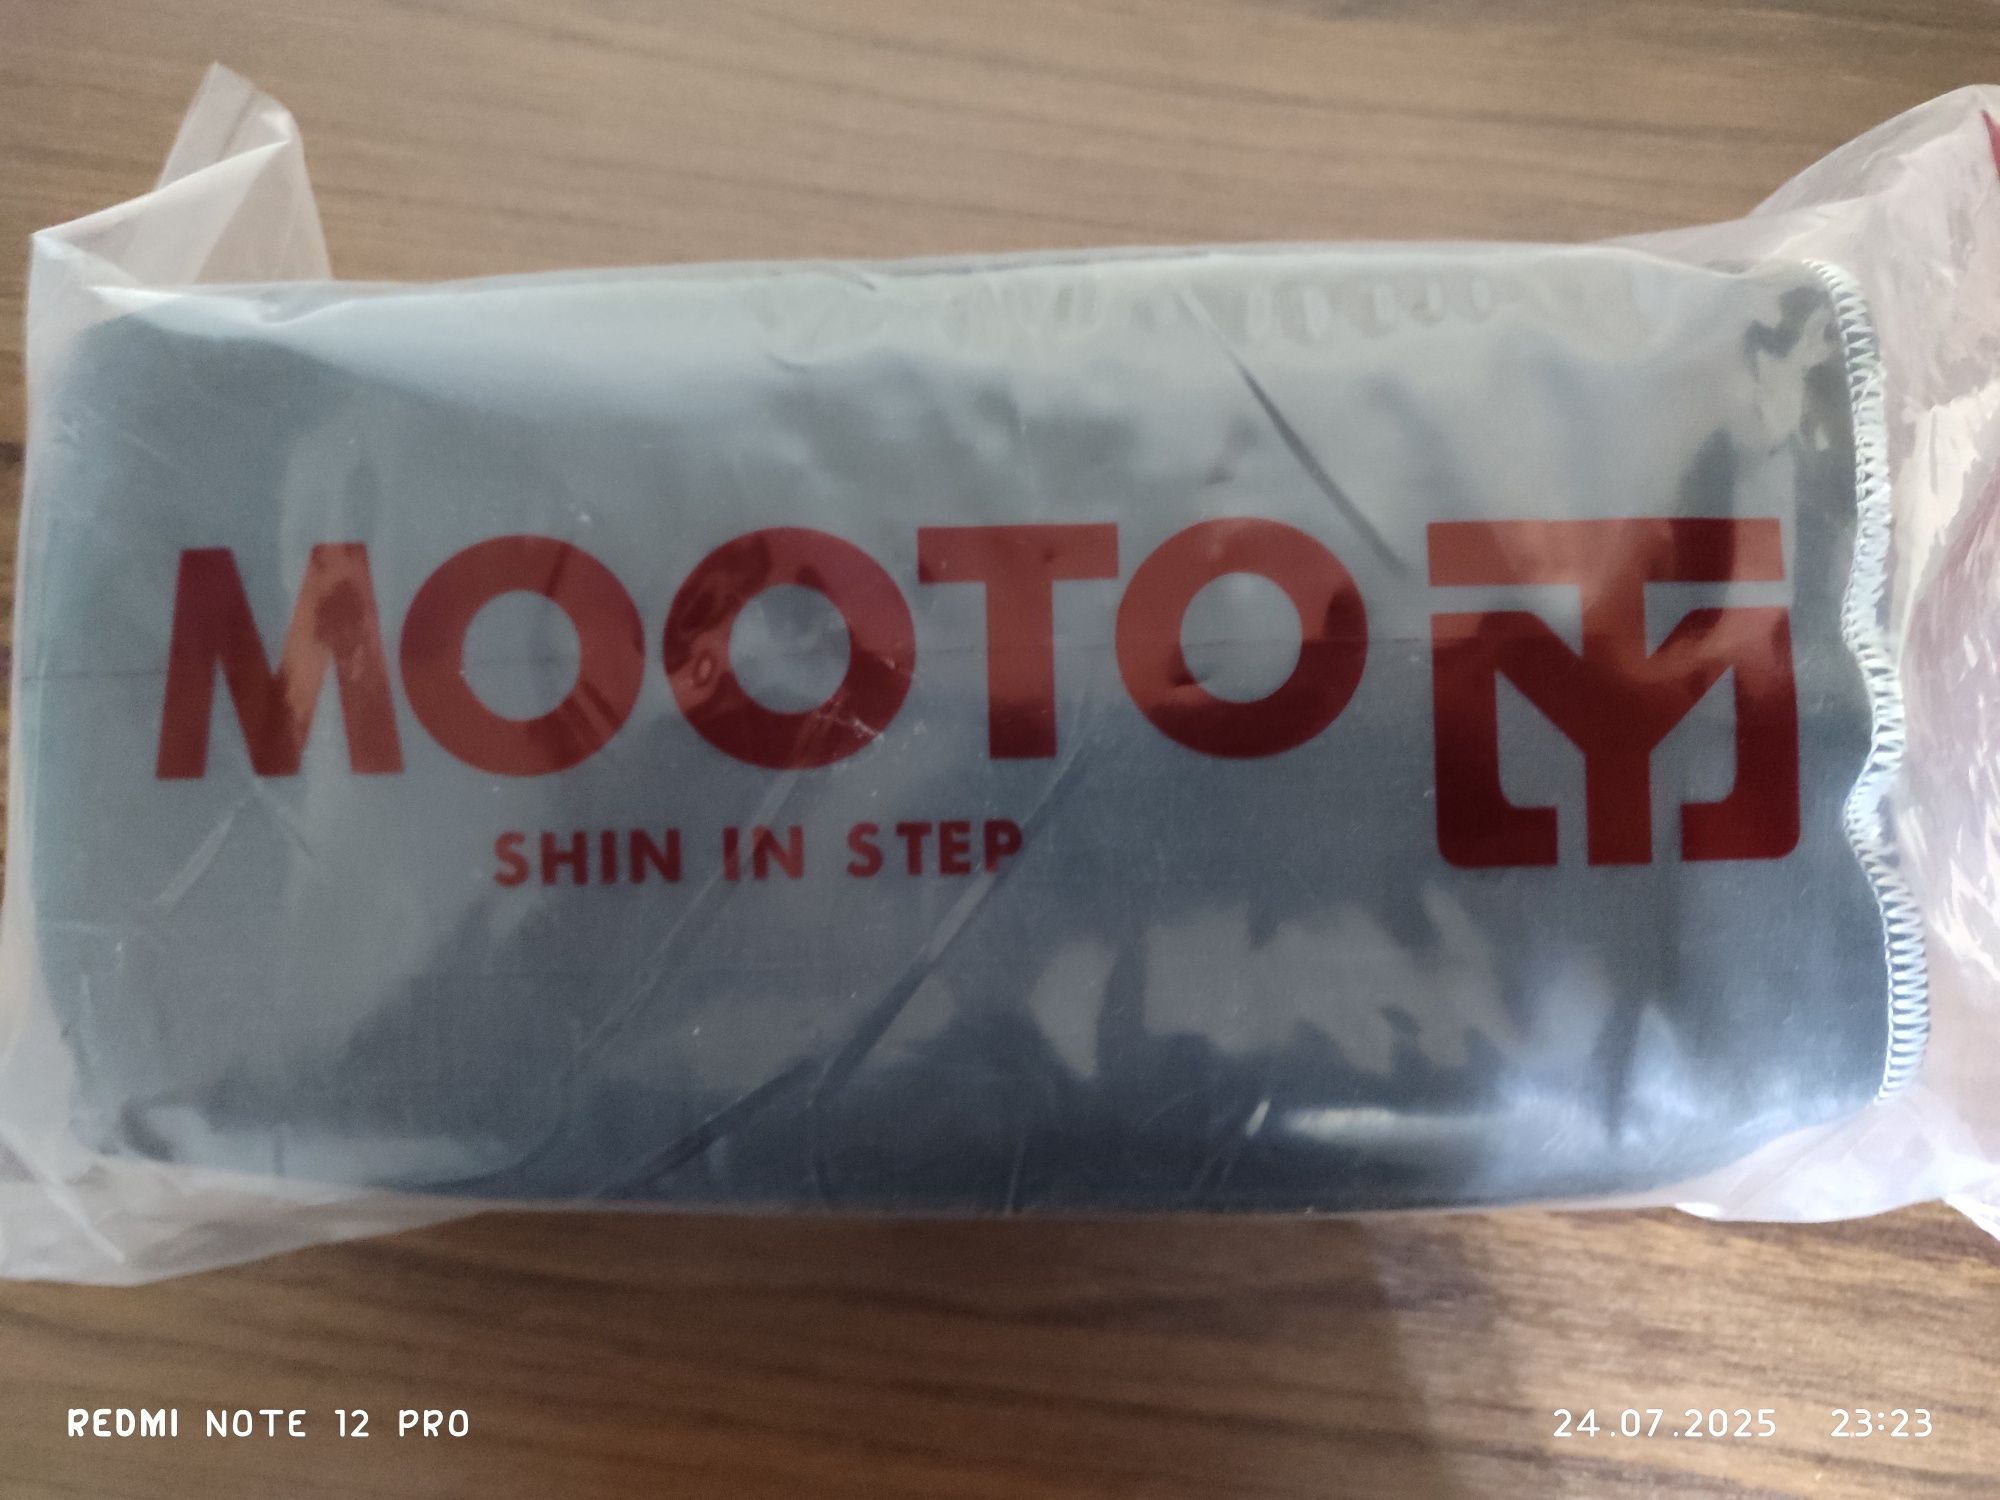 MOOTO
SHIN IN STEP
REDMI NOTE 12 PRO
24.07.2025 23:23